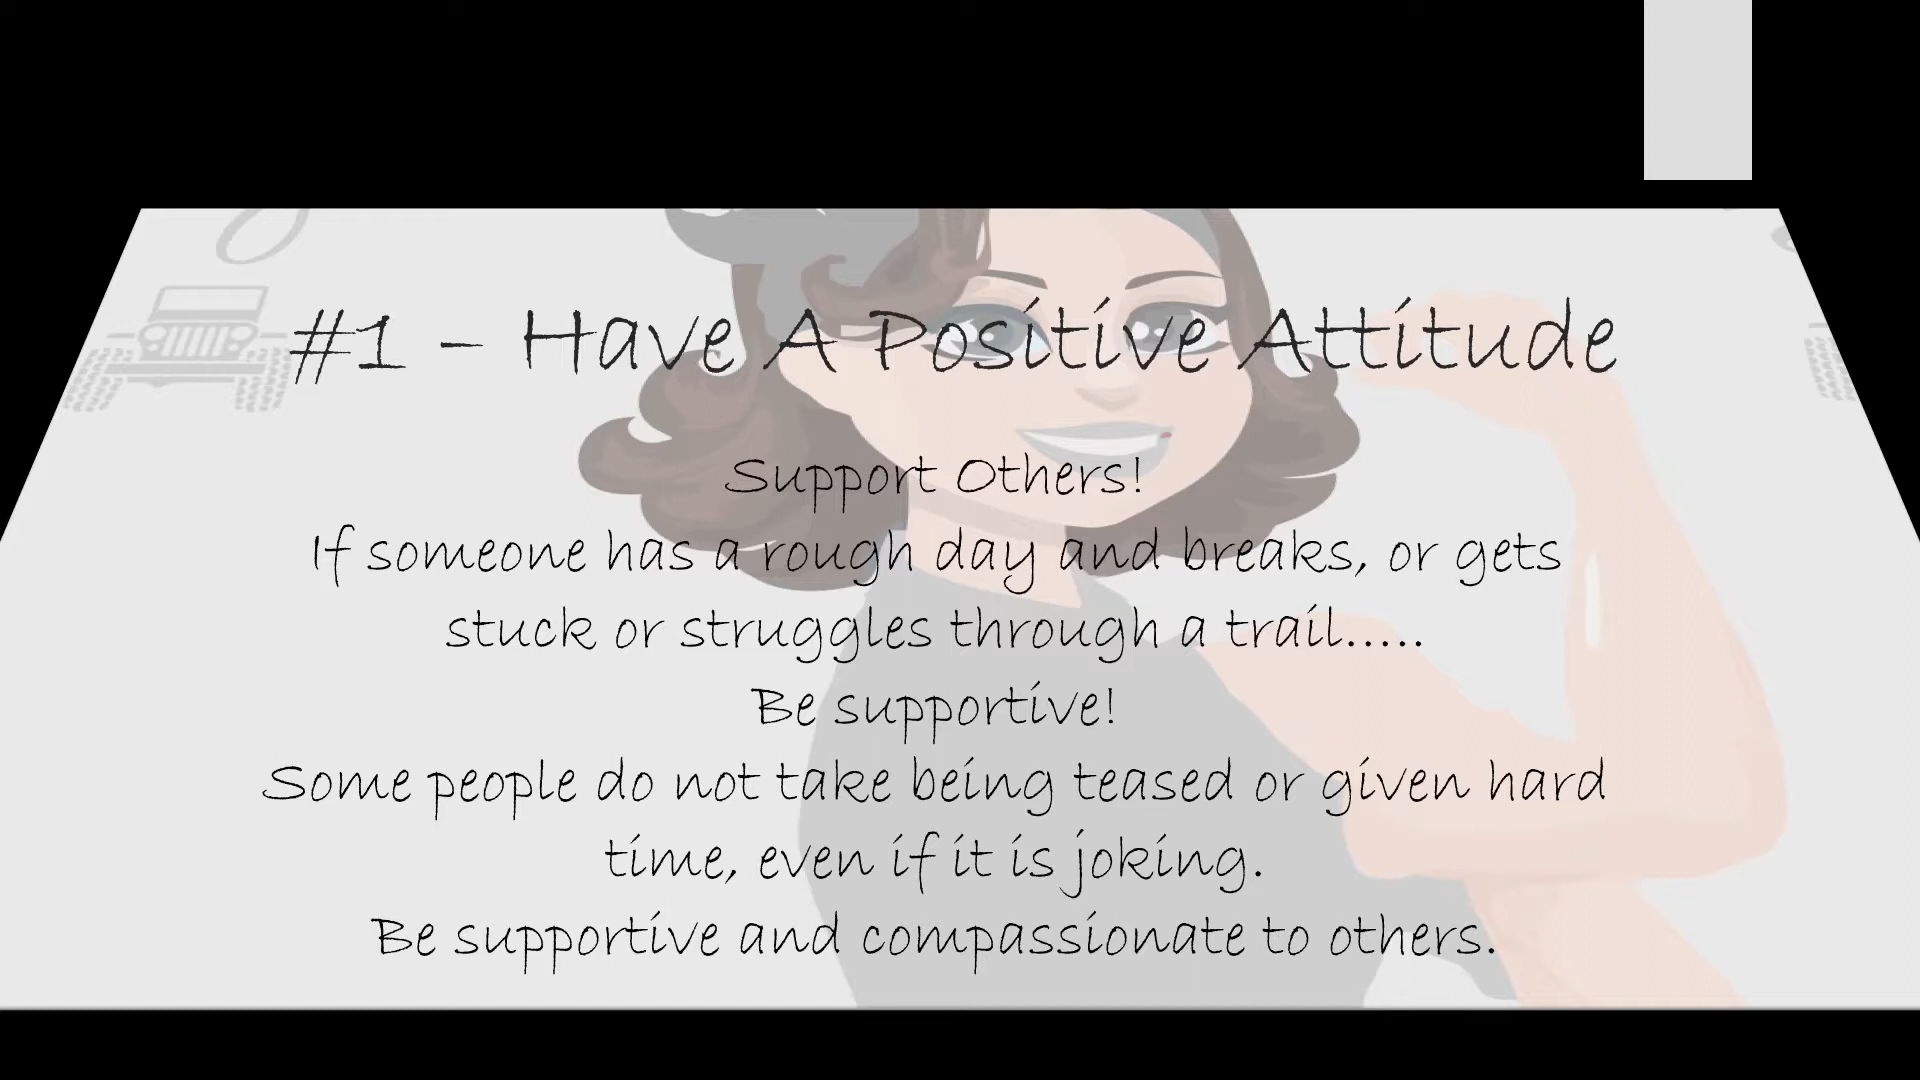 #1 – Have A Positive Attitude
Support Others!
If someone has a rough day and breaks, or gets
stuck or struggles through a trail.....
Be supportive!
Some people do not take being teased or given hard
time, even if it is joking.
Be supportive and compassionate to others.